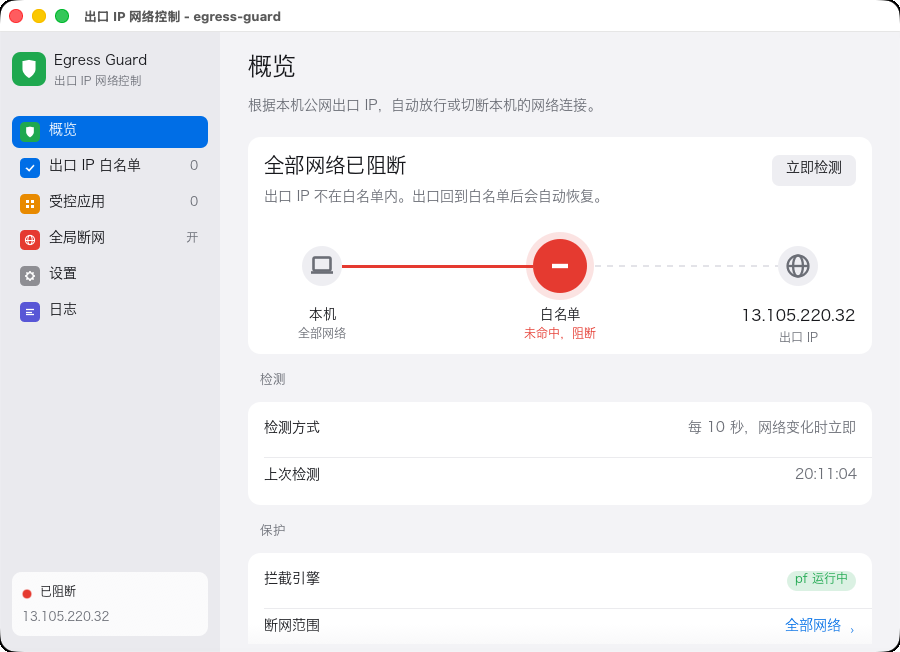 出口 IP 网络控制 - egress-guard
Egress Guard
出口 IP 网络控制
概览
出口 IP 白名单 0
受控应用 0
全局断网 开
设置
日志
已阻断
13.105.220.32
概览
根据本机公网出口 IP，自动放行或切断本机的网络连接。
全部网络已阻断
立即检测
出口 IP 不在白名单内。出口回到白名单后会自动恢复。
本机
全部网络
白名单
未命中，阻断
13.105.220.32
出口 IP
检测
检测方式 每 10 秒，网络变化时立即
上次检测 20:11:04
保护
拦截引擎 pf 运行中
断网范围 全部网络 ›